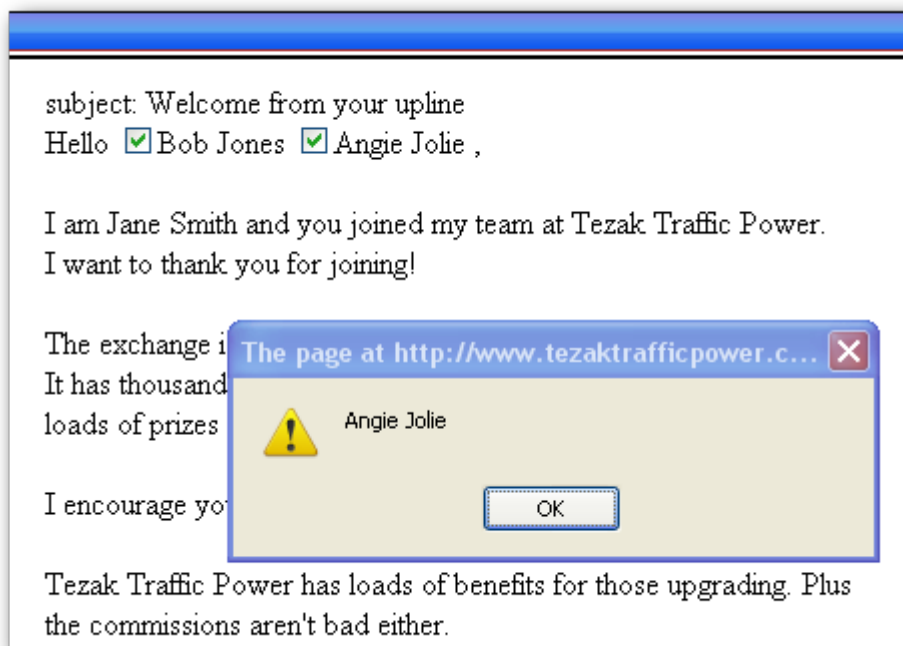 subject: Welcome from your upline
Hello Bob Jones Angie Jolie ,
I am Jane Smith and you joined my team at Tezak Traffic Power.
I want to thank you for joining!
The exchange i
It has thousand
loads of prizes
I encourage yo
The page at http://www.tezaktrafficpower.c...
Angie Jolie
OK
Tezak Traffic Power has loads of benefits for those upgrading. Plus
the commissions aren't bad either.